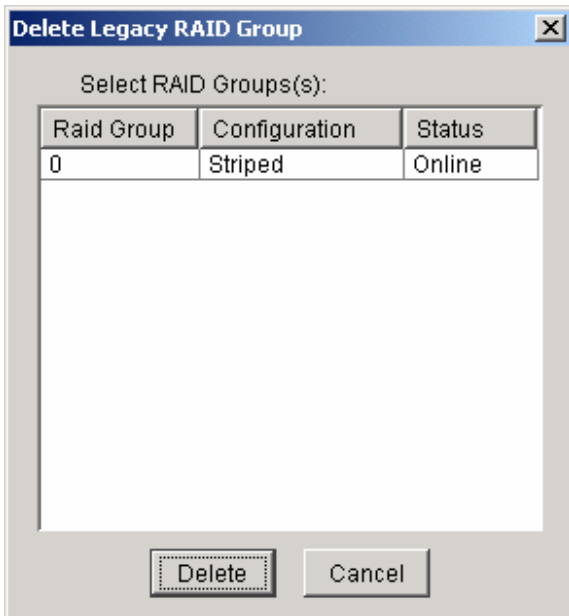 Delete Legacy RAID Group
Select RAID Groups(s):
Raid Group Configuration Status
0 Striped Online
Delete Cancel